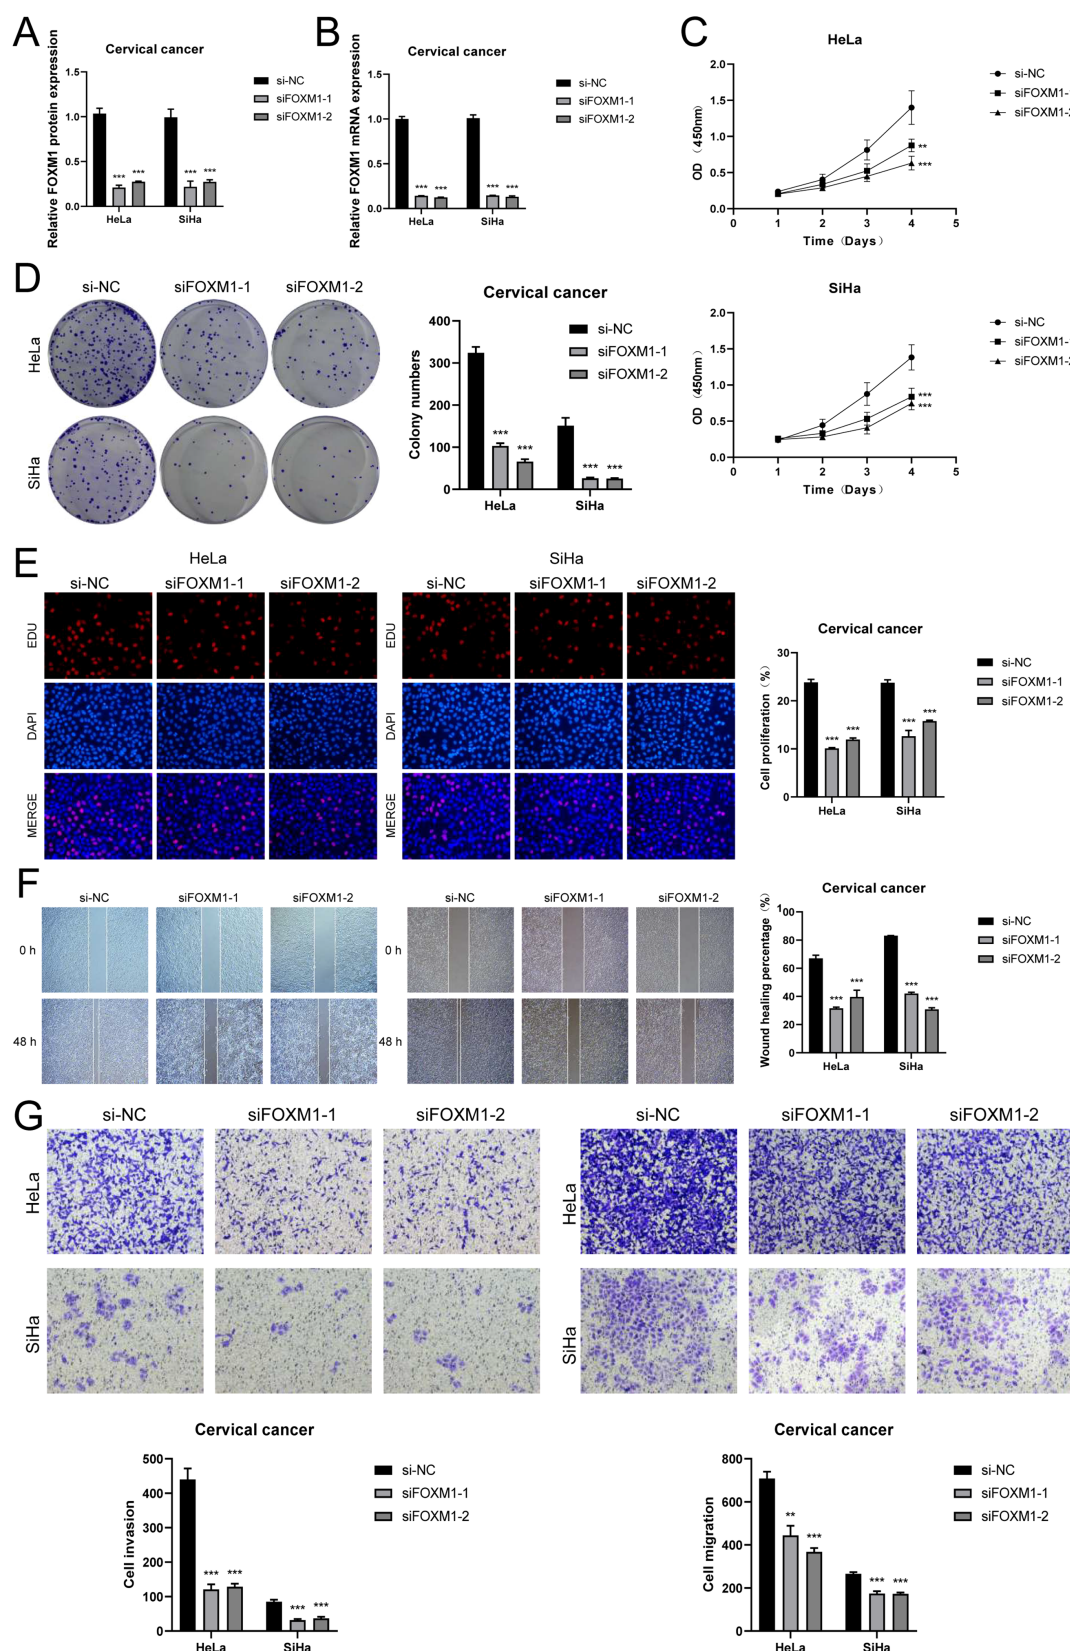 A
Cervical cancer
Relative FOXM1 protein expression
1.5
1.0
0.5
0.0
***
***
***
***
HeLa
SiHa
si-NC
siFOXM1-1
siFOXM1-2
B
Cervical cancer
Relative FOXM1 mRNA expression
1.5
1.0
0.5
0.0
***
***
***
***
HeLa
SiHa
si-NC
siFOXM1-1
siFOXM1-2
C
HeLa
OD（450nm）
2.0
1.5
1.0
0.5
0.0
**
***
0
1
2
3
4
5
Time（Days）
si-NC
siFOXM1-1
siFOXM1-2
SiHa
OD（450nm）
2.0
1.5
1.0
0.5
0.0
***
***
0
1
2
3
4
5
Time（Days）
si-NC
siFOXM1-1
siFOXM1-2
D
si-NC
siFOXM1-1
siFOXM1-2
HeLa
SiHa
Cervical cancer
Colony numbers
400
300
200
100
0
***
***
***
***
HeLa
SiHa
si-NC
siFOXM1-1
siFOXM1-2
E
HeLa
SiHa
si-NC
siFOXM1-1
siFOXM1-2
si-NC
siFOXM1-1
siFOXM1-2
EDU
EDU
DAPI
DAPI
MERGE
MERGE
Cervical cancer
Cell proliferation（%）
30
20
10
0
***
***
***
***
HeLa
SiHa
si-NC
siFOXM1-1
siFOXM1-2
F
si-NC
siFOXM1-1
siFOXM1-2
si-NC
siFOXM1-1
siFOXM1-2
0 h
0 h
48 h
48 h
Cervical cancer
Wound healing percentage（%）
100
80
60
40
20
0
***
***
***
***
HeLa
SiHa
si-NC
siFOXM1-1
siFOXM1-2
G
si-NC
siFOXM1-1
siFOXM1-2
si-NC
siFOXM1-1
siFOXM1-2
HeLa
HeLa
SiHa
SiHa
Cervical cancer
Cell invasion
500
400
300
200
100
0
***
***
***
***
HeLa
SiHa
si-NC
siFOXM1-1
siFOXM1-2
Cervical cancer
Cell migration
800
600
400
200
0
**
***
***
***
HeLa
SiHa
si-NC
siFOXM1-1
siFOXM1-2